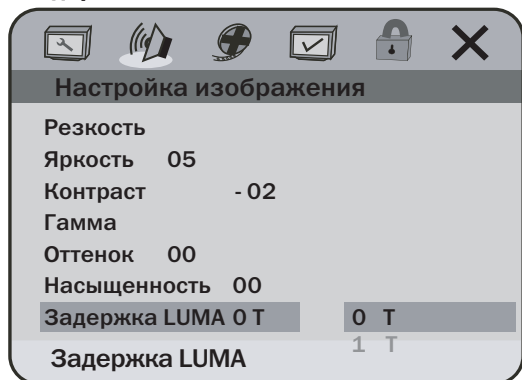 Настройка изображения
Резкость
Яркость 05
Контраст - 02
Гамма
Оттенок 00
Насыщенность 00
Задержка LUMA 0 T 0 T
1 T
Задержка LUMA